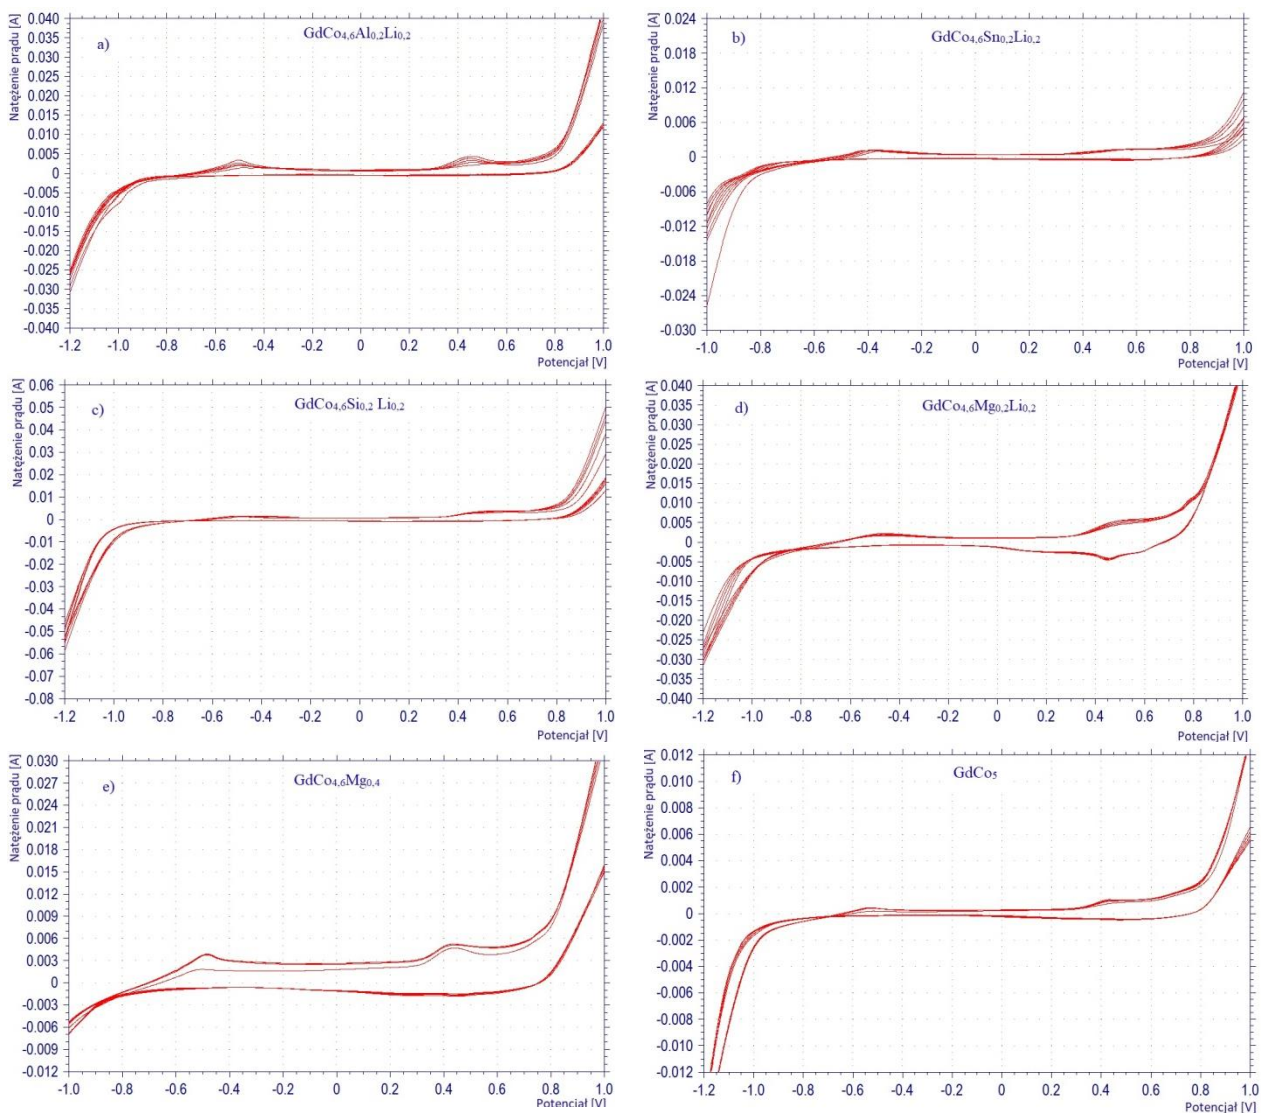 Natężenie prądu [A]
a)
GdCo4,6Al0,2Li0,2
0.040
0.035
0.030
0.025
0.020
0.015
0.010
0.005
0
-0.005
-0.010
-0.015
-0.020
-0.025
-0.030
-0.035
-0.040
-1.2 -1.0 -0.8 -0.6 -0.4 -0.2 0 0.2 0.4 0.6 0.8 1.0
Potencjał [V]
Natężenie prądu [A]
b)
GdCo4,6Sn0,2Li0,2
0.024
0.018
0.012
0.006
0
-0.006
-0.012
-0.018
-0.024
-0.030
-1.0 -0.8 -0.6 -0.4 -0.2 0 0.2 0.4 0.6 0.8 1.0
Potencjał [V]
Natężenie prądu [A]
c)
GdCo4,6Si0,2 Li0,2
0.06
0.05
0.04
0.03
0.02
0.01
0
-0.01
-0.02
-0.03
-0.04
-0.05
-0.06
-0.07
-0.08
-1.2 -1.0 -0.8 -0.6 -0.4 -0.2 0 0.2 0.4 0.6 0.8 1.0
Potencjał [V]
Natężenie prądu [A]
d)
GdCo4,6Mg0,2Li0,2
0.040
0.035
0.030
0.025
0.020
0.015
0.010
0.005
0
-0.005
-0.010
-0.015
-0.020
-0.025
-0.030
-0.035
-0.040
-1.2 -1.0 -0.8 -0.6 -0.4 -0.2 0 0.2 0.4 0.6 0.8 1.0
Potencjał [V]
Natężenie prądu [A]
e)
GdCo4,6Mg0,4
0.030
0.027
0.024
0.021
0.018
0.015
0.012
0.009
0.006
0.003
0
-0.003
-0.006
-0.009
-0.012
-1.0 -0.8 -0.6 -0.4 -0.2 0 0.2 0.4 0.6 0.8 1.0
Potencjał [V]
Natężenie prądu [A]
f)
GdCo5
0.012
0.010
0.008
0.006
0.004
0.002
0
-0.002
-0.004
-0.006
-0.008
-0.010
-0.012
-1.2 -1.0 -0.8 -0.6 -0.4 -0.2 0 0.2 0.4 0.6 0.8 1.0
Potencjał [V]